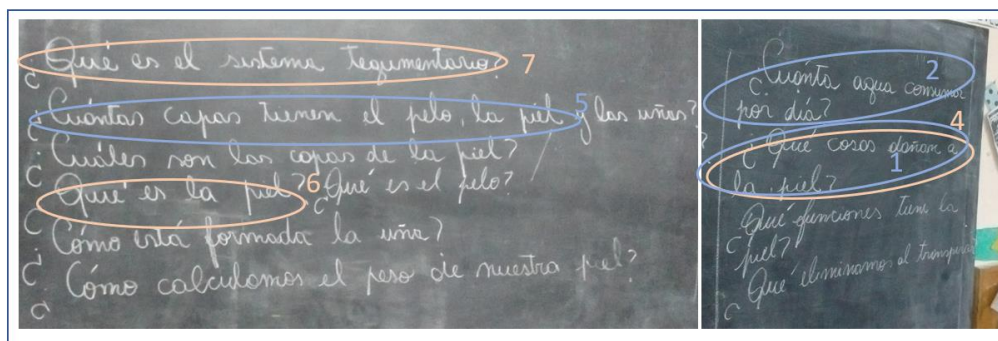 ¿Qué es el sistema tegumentario? 7
¿Cuántas capas tienen el pelo, la piel y las uñas? 5
¿Cuáles son las capas de la piel?
¿Qué es la piel? 6 ¿Qué es el pelo?
¿Cómo está formada la uña?
¿Cómo calculamos el peso de nuestra piel?
2
¿Cuánta agua consumo
por día?
4
¿Qué cosas dañan a
1
la piel?
¿Qué funciones tiene la
piel?
¿Qué eliminamos al